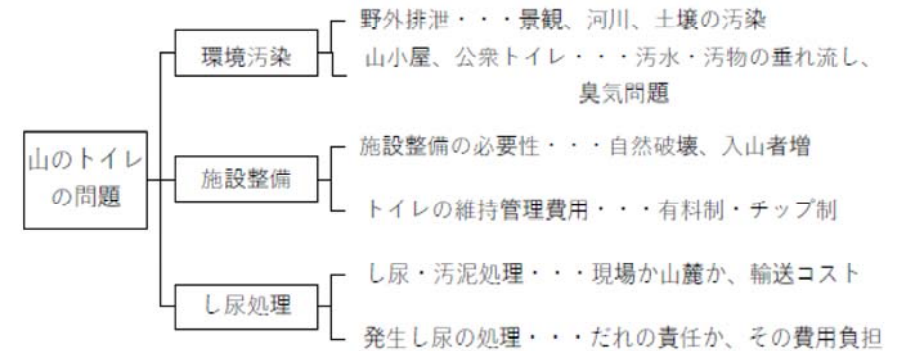 山のトイレ
の問題
環境汚染
野外排泄・・・景観、河川、土壌の汚染
山小屋、公衆トイレ・・・汚水・汚物の垂れ流し、
臭気問題
施設整備
施設整備の必要性・・・自然破壊、入山者増
トイレの維持管理費用・・・有料制・チップ制
し尿処理
し尿・汚泥処理・・・現場か山麓か、輸送コスト
発生し尿の処理・・・だれの責任か、その費用負担